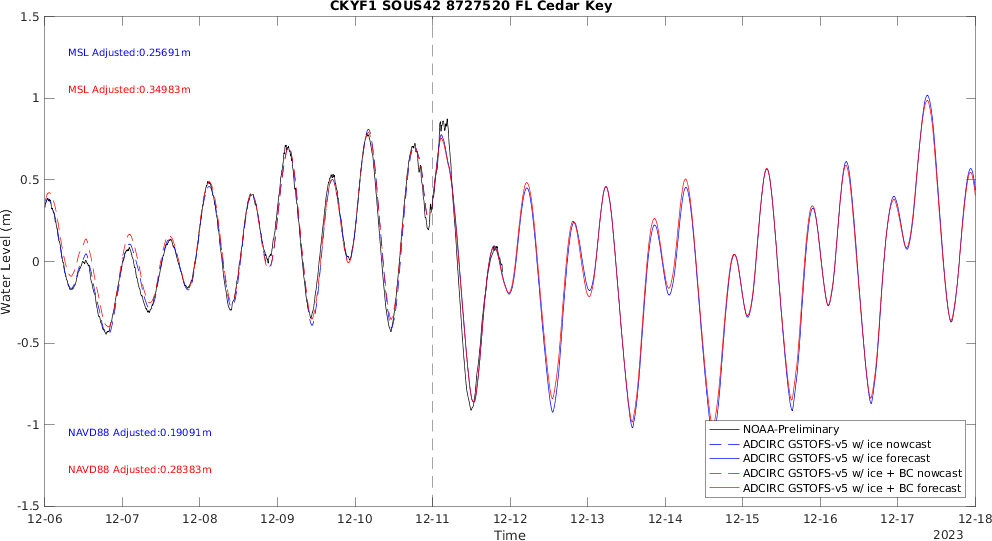 CKYF1 SOUS42 8727520 FL Cedar Key
1.5
1
0.5
0
-0.5
-1
-1.5
Water Level (m)
MSL Adjusted:0.25691m
MSL Adjusted:0.34983m
NAVD88 Adjusted:0.19091m
NAVD88 Adjusted:0.28383m
NOAA-Preliminary
ADCIRC GSTOFS-v5 w/ ice nowcast
ADCIRC GSTOFS-v5 w/ ice forecast
ADCIRC GSTOFS-v5 w/ ice + BC nowcast
ADCIRC GSTOFS-v5 w/ ice + BC forecast
12-06 12-07 12-08 12-09 12-10 12-11 12-12 12-13 12-14 12-15 12-16 12-17 12-18
Time
2023